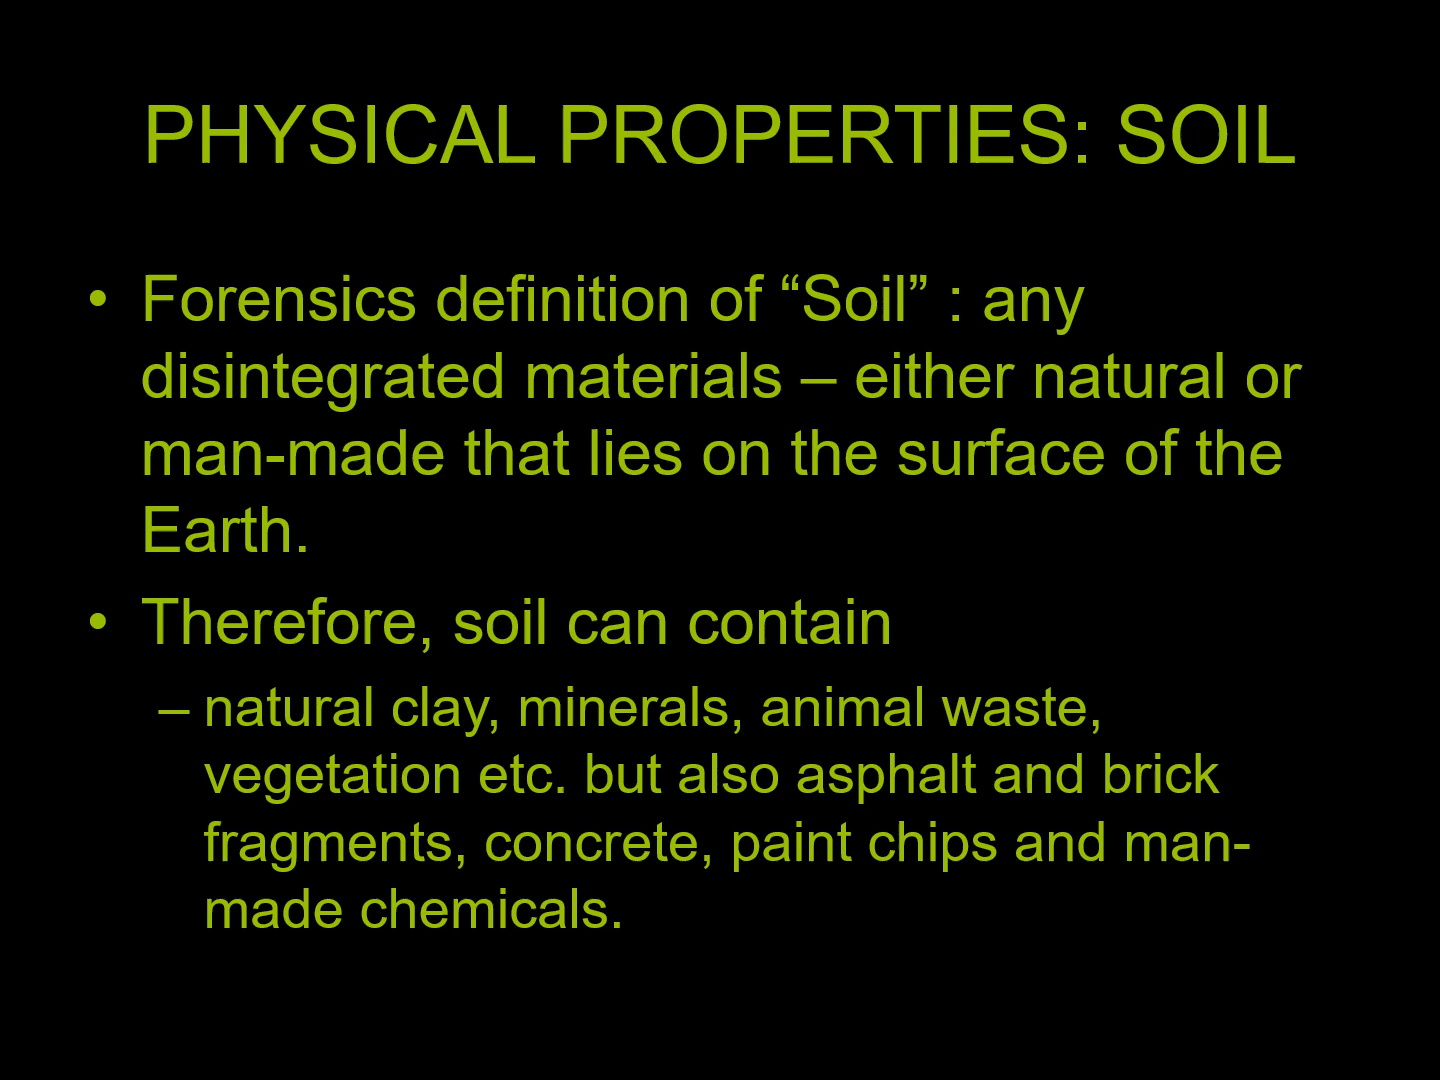 PHYSICAL PROPERTIES: SOIL
• Forensics definition of “Soil” : any
disintegrated materials – either natural or
man-made that lies on the surface of the
Earth.
• Therefore, soil can contain
– natural clay, minerals, animal waste,
vegetation etc. but also asphalt and brick
fragments, concrete, paint chips and man-
made chemicals.